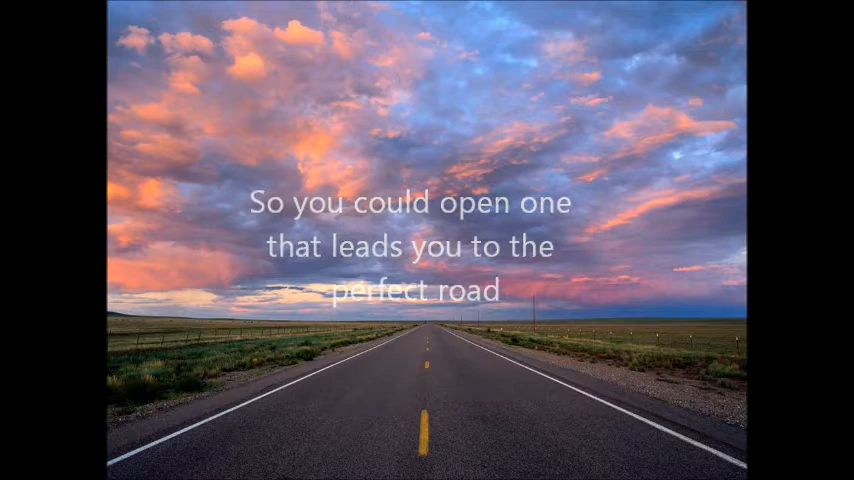 So you could open one
that leads you to the
perfect road